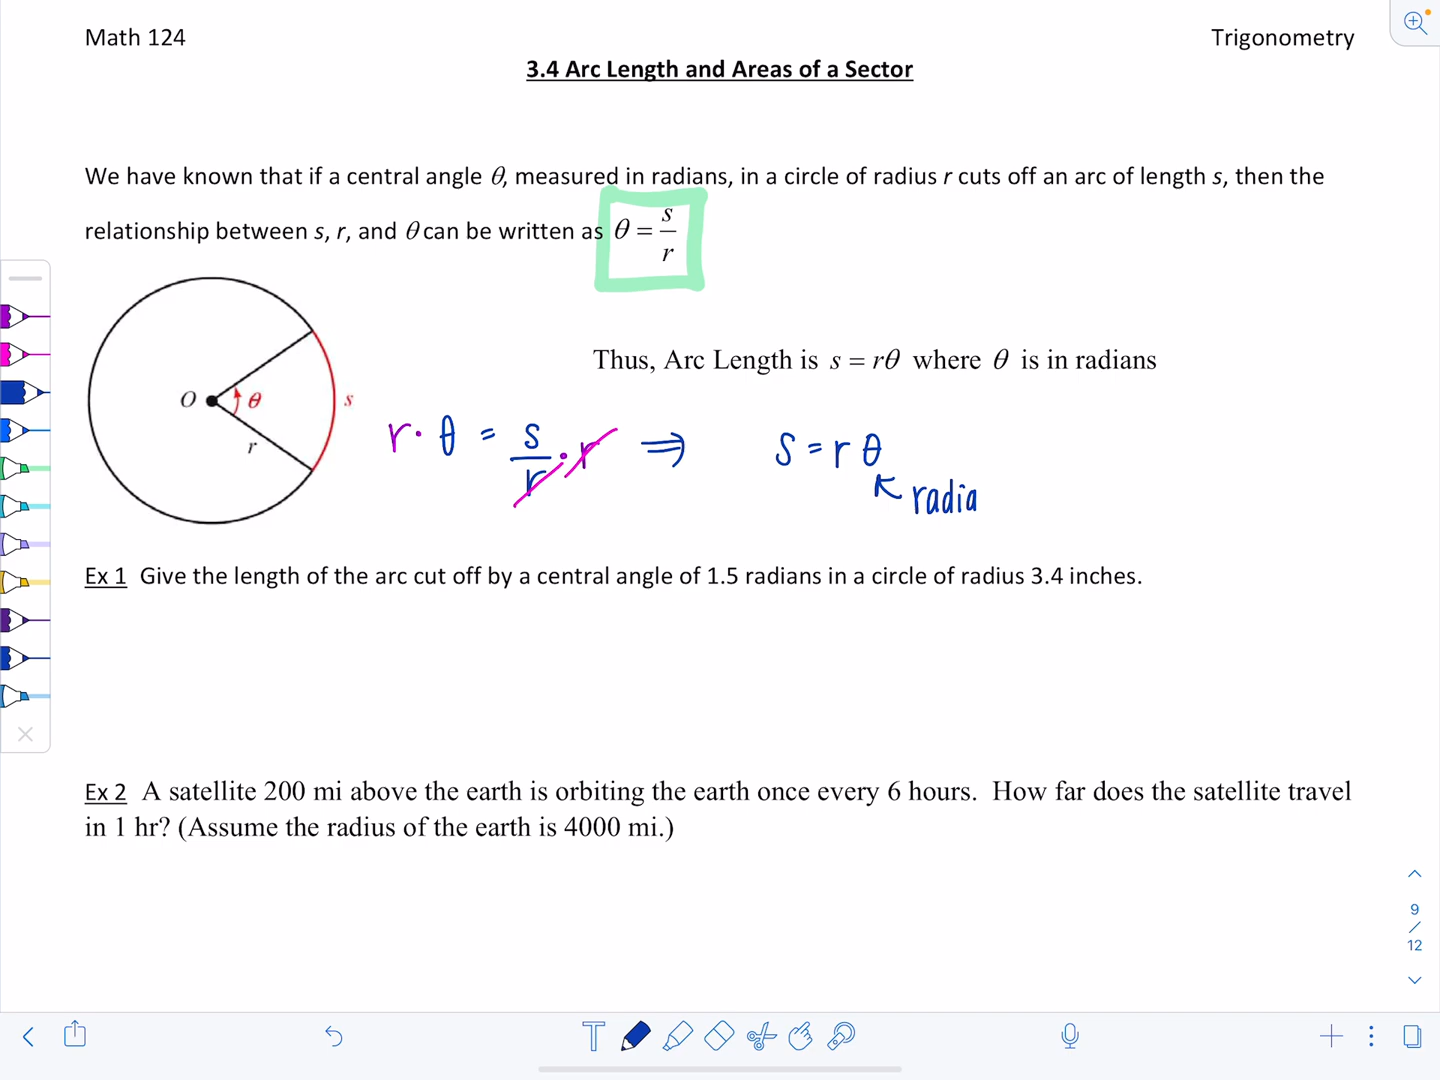 Math 124
Trigonometry
3.4 Arc Length and Areas of a Sector
We have known that if a central angle θ, measured in radians, in a circle of radius r cuts off an arc of length s, then the
relationship between s, r, and θ can be written as θ = s/r
Thus, Arc Length is s = rθ where θ is in radians
O θ s
r
r · θ = s/r · r ⇒ s = r θ
radia
Ex 1 Give the length of the arc cut off by a central angle of 1.5 radians in a circle of radius 3.4 inches.
Ex 2 A satellite 200 mi above the earth is orbiting the earth once every 6 hours. How far does the satellite travel
in 1 hr? (Assume the radius of the earth is 4000 mi.)
9
/
12
T